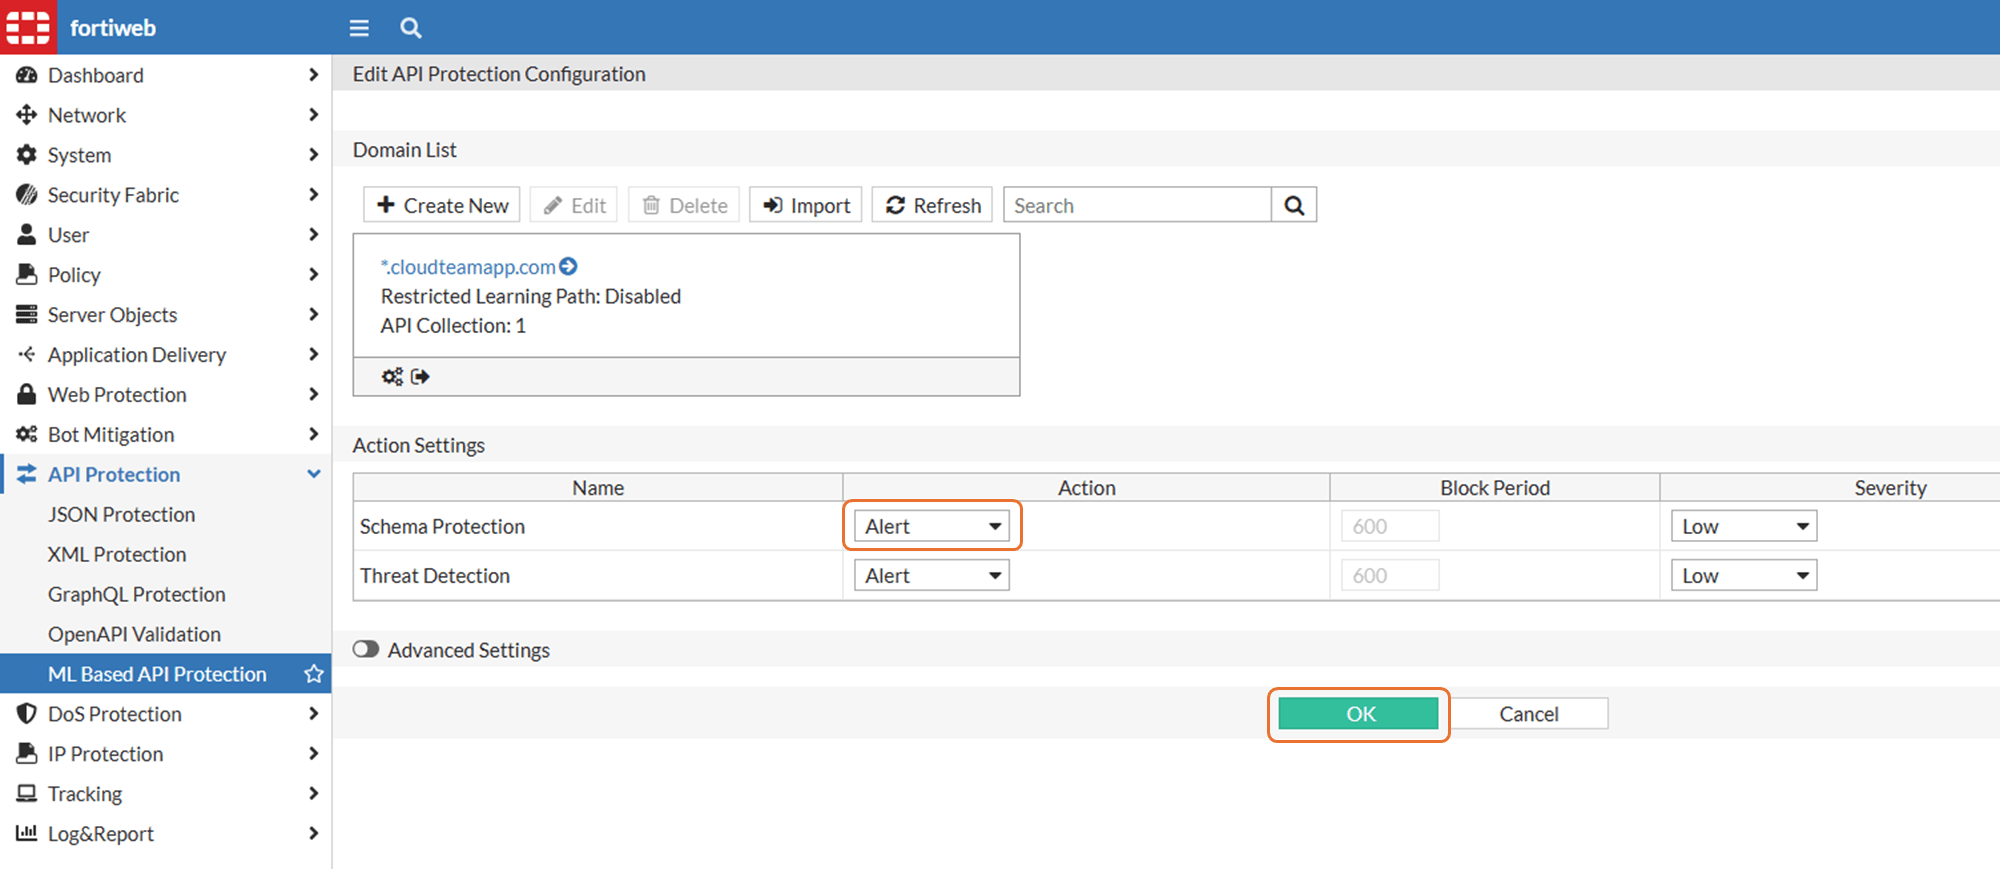 fortiweb
Dashboard
Network
System
Security Fabric
User
Policy
Server Objects
Application Delivery
Web Protection
Bot Mitigation
API Protection
JSON Protection
XML Protection
GraphQL Protection
OpenAPI Validation
ML Based API Protection
DoS Protection
IP Protection
Tracking
Log&Report
Edit API Protection Configuration
Domain List
Create New Edit Delete Import Refresh Search
*.cloudteamapp.com
Restricted Learning Path: Disabled
API Collection: 1
Action Settings
Name Action Block Period Severity
Schema Protection Alert 600 Low
Threat Detection Alert 600 Low
Advanced Settings
OK Cancel